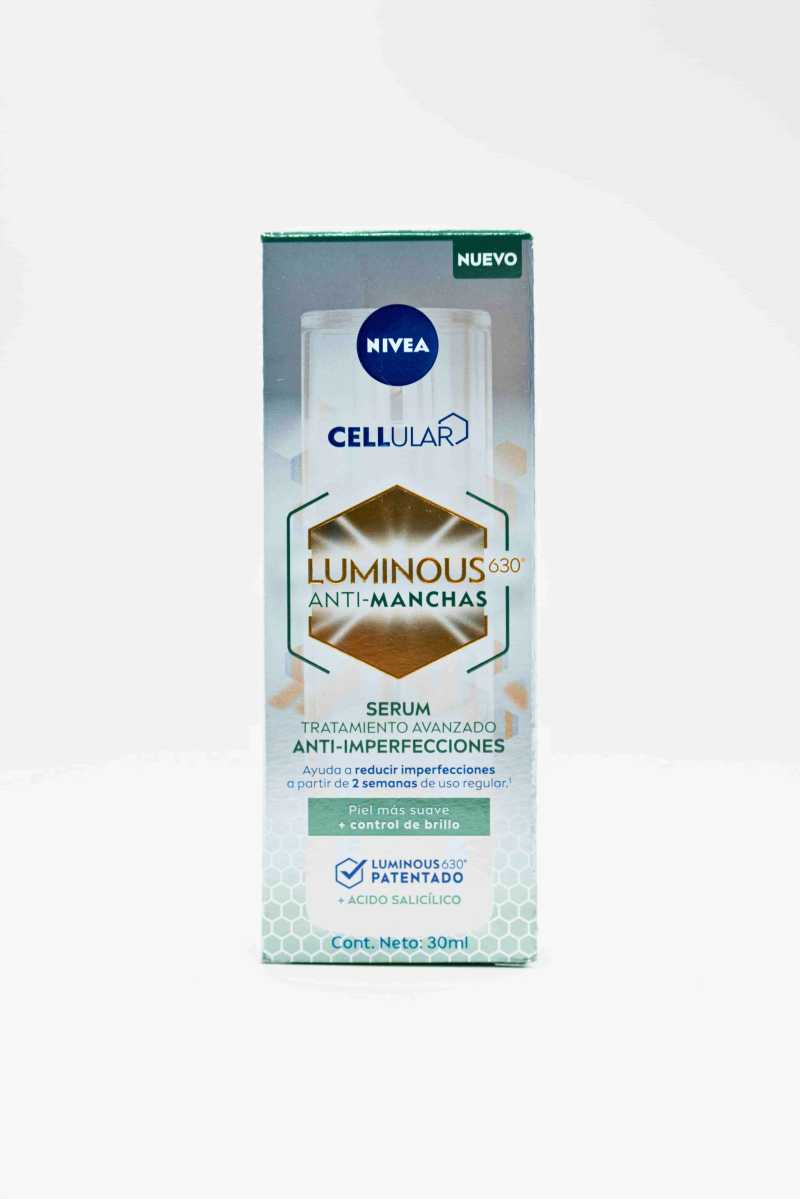 NUEVO
NIVEA
CELLULAR
LUMINOUS630®
ANTI-MANCHAS
SERUM
TRATAMIENTO AVANZADO
ANTI-IMPERFECCIONES
Ayuda a reducir imperfecciones
a partir de 2 semanas de uso regular.¹
Piel más suave
+ control de brillo
LUMINOUS630®
PATENTADO
+ ACIDO SALICÍLICO
Cont. Neto: 30ml